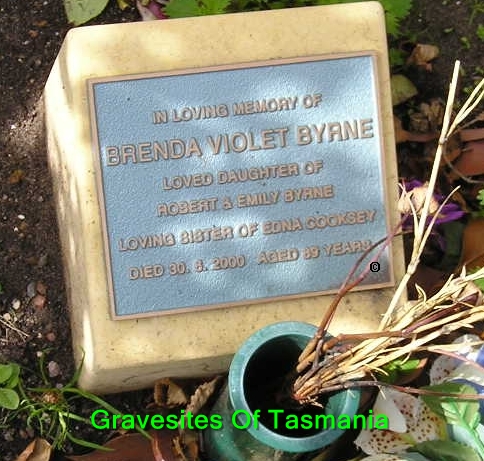 IN LOVING MEMORY OF
BRENDA VIOLET BYRNE
LOVED DAUGHTER OF
ROBERT & EMILY BYRNE
LOVING SISTER OF EDNA COOKSEY
DIED 30. 6. 2000 AGED 89 YEARS
©
Gravesites Of Tasmania